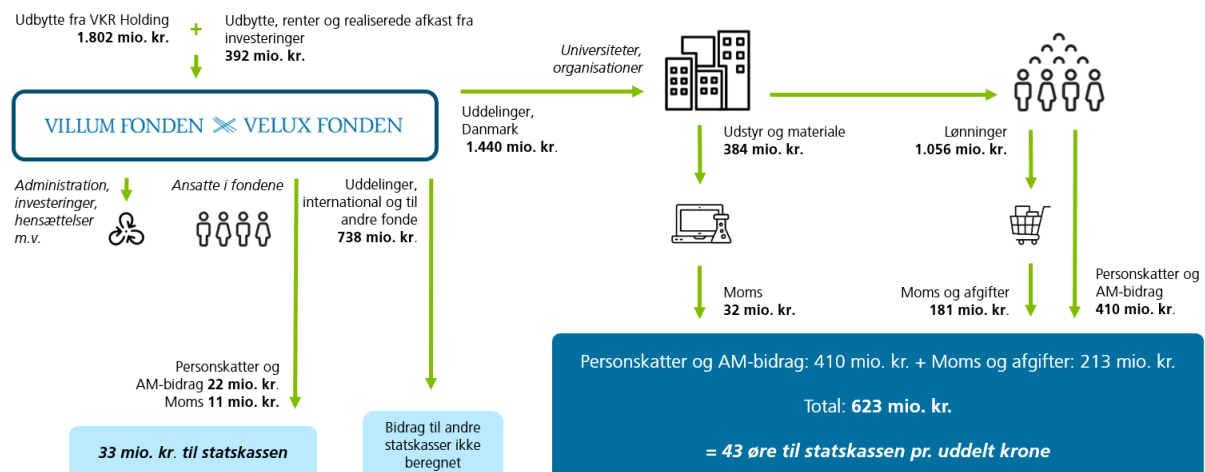 Udbytte fra VKR Holding
1.802 mio. kr.
+
Udbytte, renter og realiserede afkast fra
investeringer
392 mio. kr.
VILLUM FONDEN
VELUX FONDEN
Uddelinger,
Danmark
1.440 mio. kr.
Universiteter,
organisationer
Udstyr og materiale
384 mio. kr.
Lønninger
1.056 mio. kr.
Administration,
investeringer,
hensættelser
m.v.
Ansatte i fondene
Uddelinger,
international og til
andre fonde
738 mio. kr.
Moms
32 mio. kr.
Moms og afgifter
181 mio. kr.
Personskatter og
AM-bidrag
410 mio. kr.
Personskatter og
AM-bidrag 22 mio. kr.
Moms 11 mio. kr.
33 mio. kr. til statskassen
Bidrag til andre
statskasser ikke
beregnet
Personskatter og AM-bidrag: 410 mio. kr. + Moms og afgifter: 213 mio. kr.
Total: 623 mio. kr.
= 43 øre til statskassen pr. uddelt krone